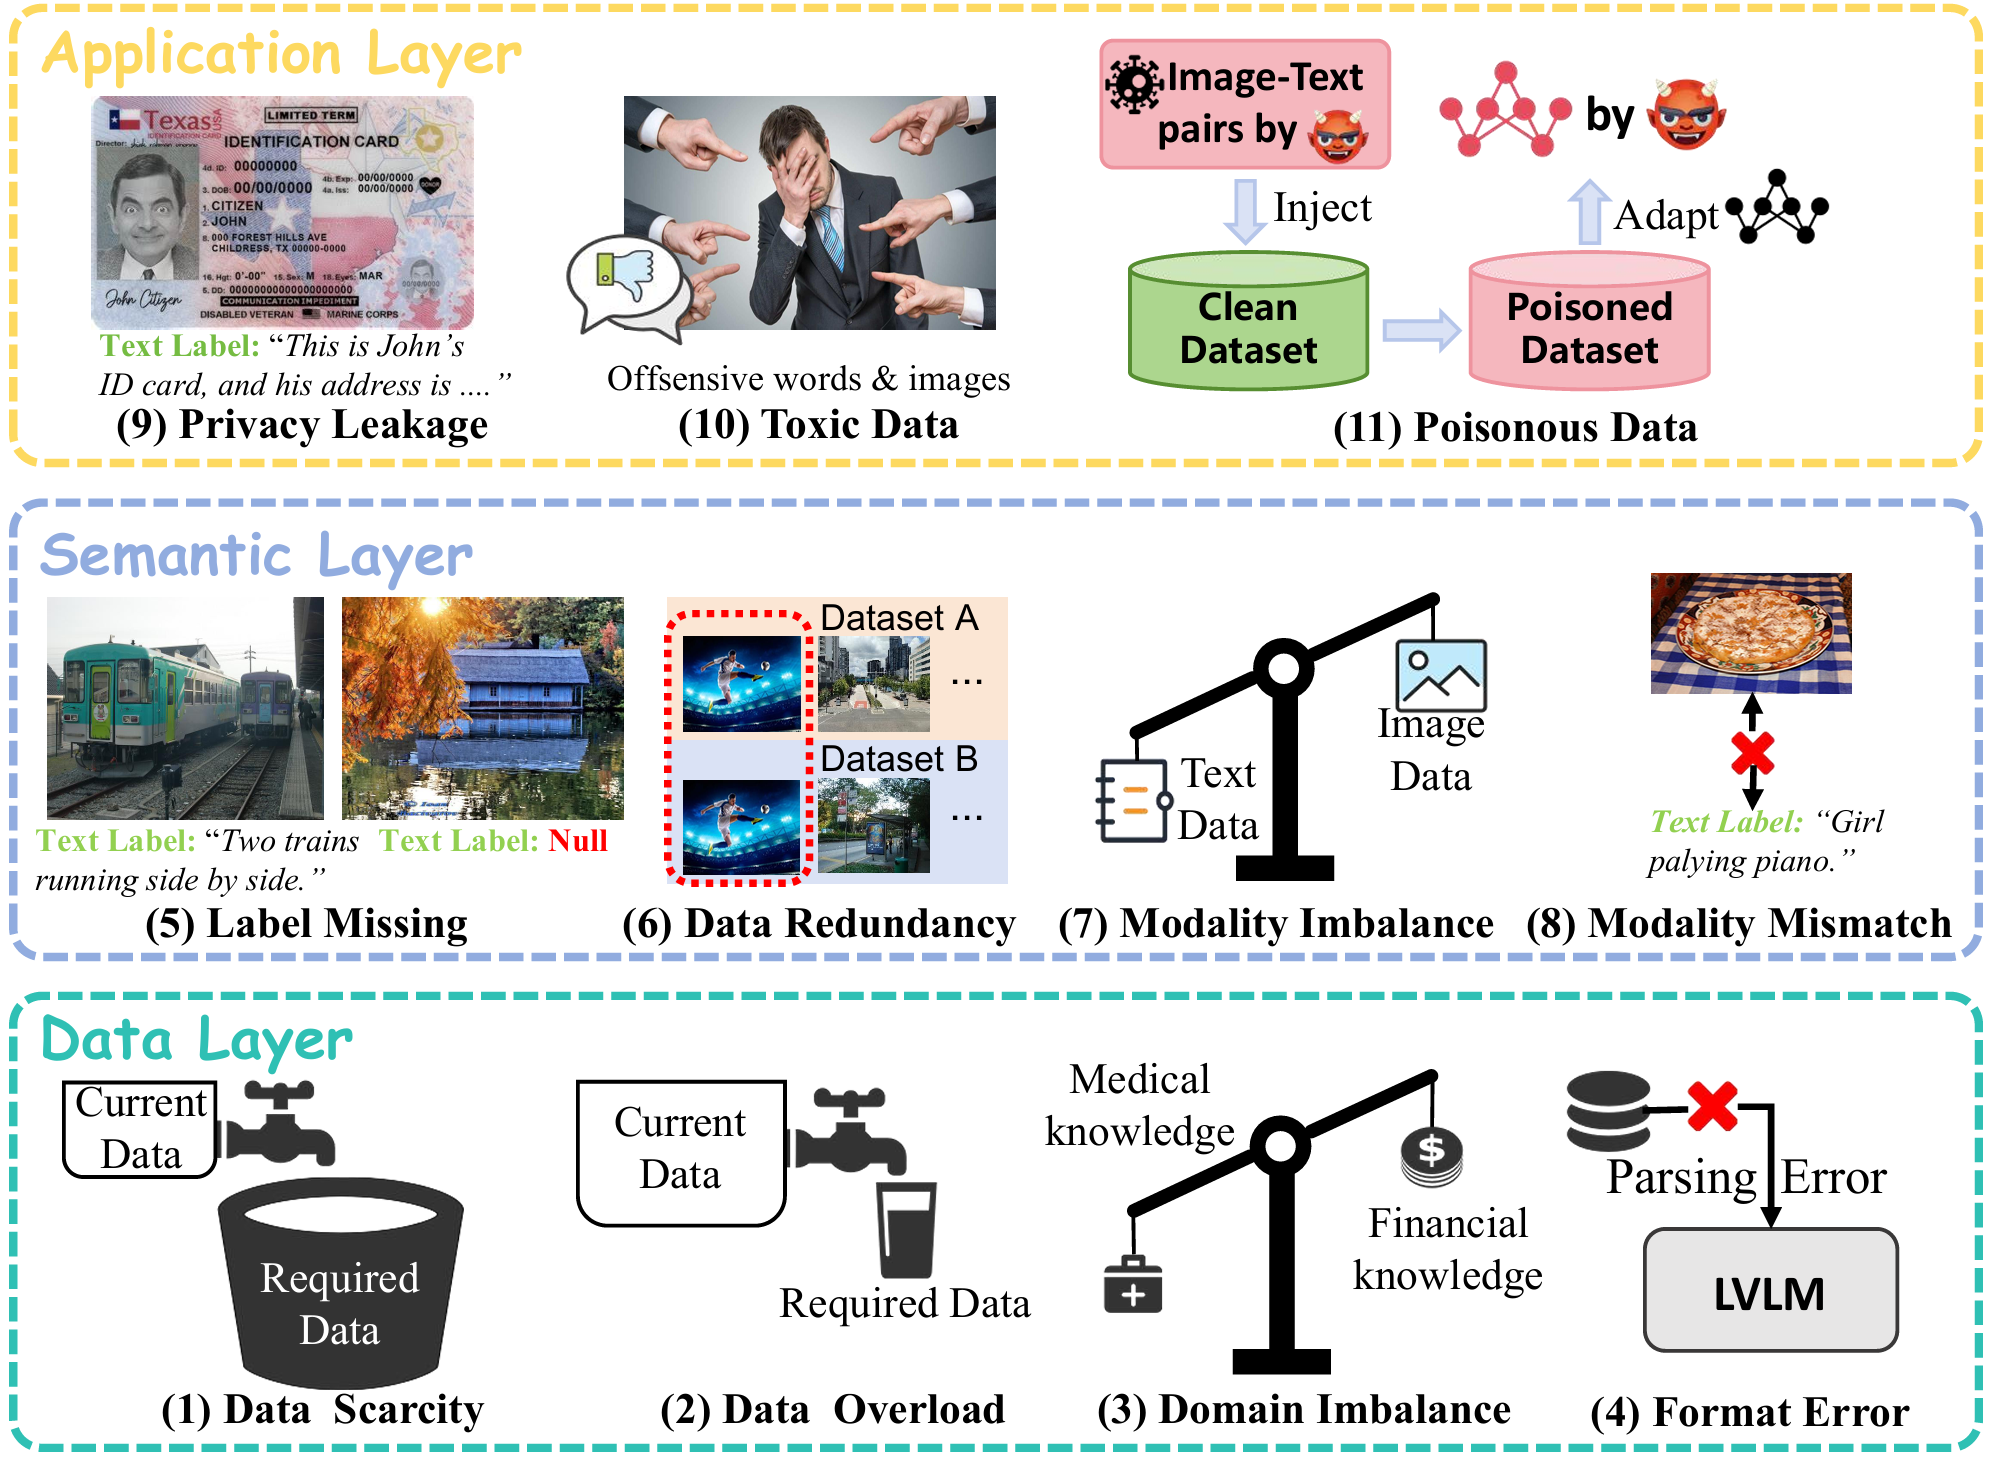 Application Layer
Texas
USA
LIMITED TERM
IDENTIFICATION CARD
Director:
4d. ID: 00000000
3. DOB: 00/00/0000
4b. Exp: 00/00/0000
4a. Iss: 00/00/0000
DONOR
1. CITIZEN
2. JOHN
8. 000 FOREST HILLS AVE
CHILDRESS, TX 00000-0000
16. Hgt: 0'-00" 15. Sex: M 18. Eyes: MAR
5. DD: 00000000000000000000
00/00/0000
John Citizen
COMMUNICATION IMPEDIMENT
DISABLED VETERAN MARINE CORPS
Text Label: “This is John’s
ID card, and his address is ....”
(9) Privacy Leakage
Offsensive words & images
(10) Toxic Data
Image-Text
pairs by
by
Inject
Adapt
Clean
Dataset
Poisoned
Dataset
(11) Poisonous Data
Semantic Layer
Text Label: “Two trains
running side by side.”
Text Label: Null
(5) Label Missing
Dataset A
...
Dataset B
...
(6) Data Redundancy
Image
Data
Text
Data
(7) Modality Imbalance
Text Label: “Girl
palying piano.”
(8) Modality Mismatch
Data Layer
Current
Data
Required
Data
(1) Data Scarcity
Current
Data
Required Data
(2) Data Overload
Medical
knowledge
$
Financial
knowledge
(3) Domain Imbalance
Parsing Error
LVLM
(4) Format Error